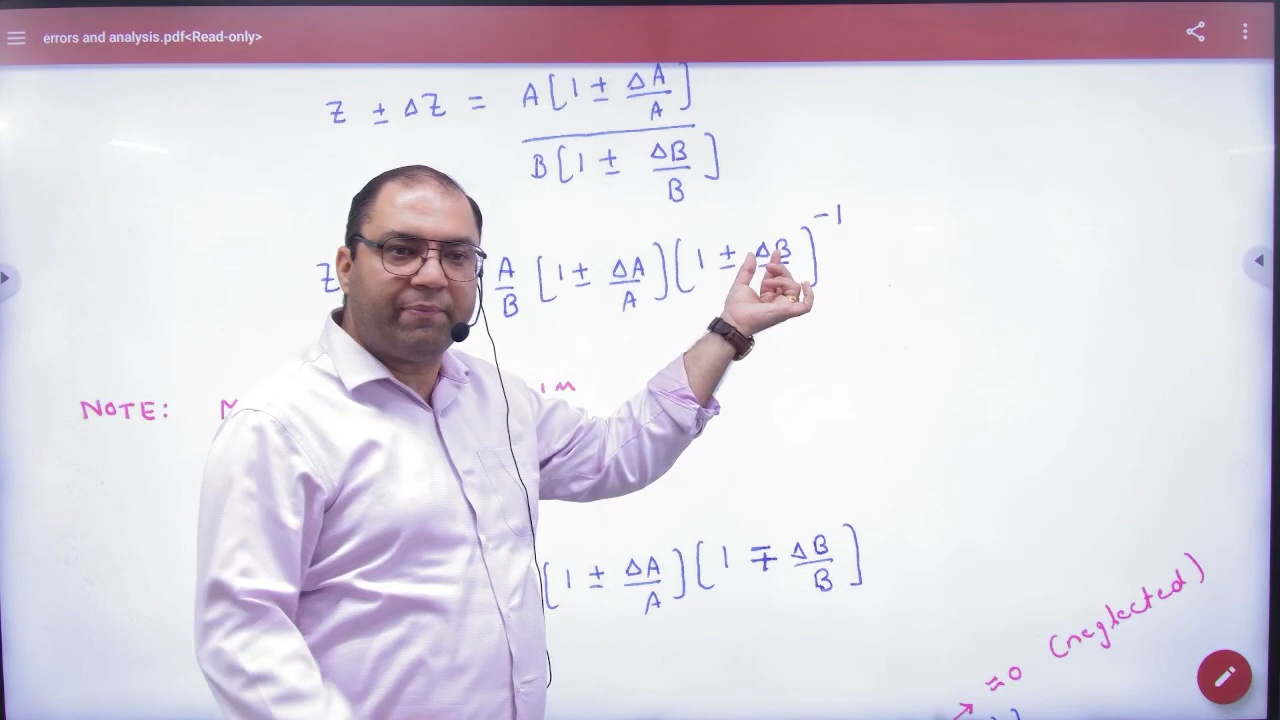 errors and analysis.pdf<Read-only>
Z ± ΔZ = A[1 ± ΔA/A]
B[1 ± ΔB/B]
Z A/B [1 ± ΔA/A][1 ± ΔB]⁻¹
NOTE:
[1 ± ΔA/A][1 ∓ ΔB/B]
≈0 (neglected)